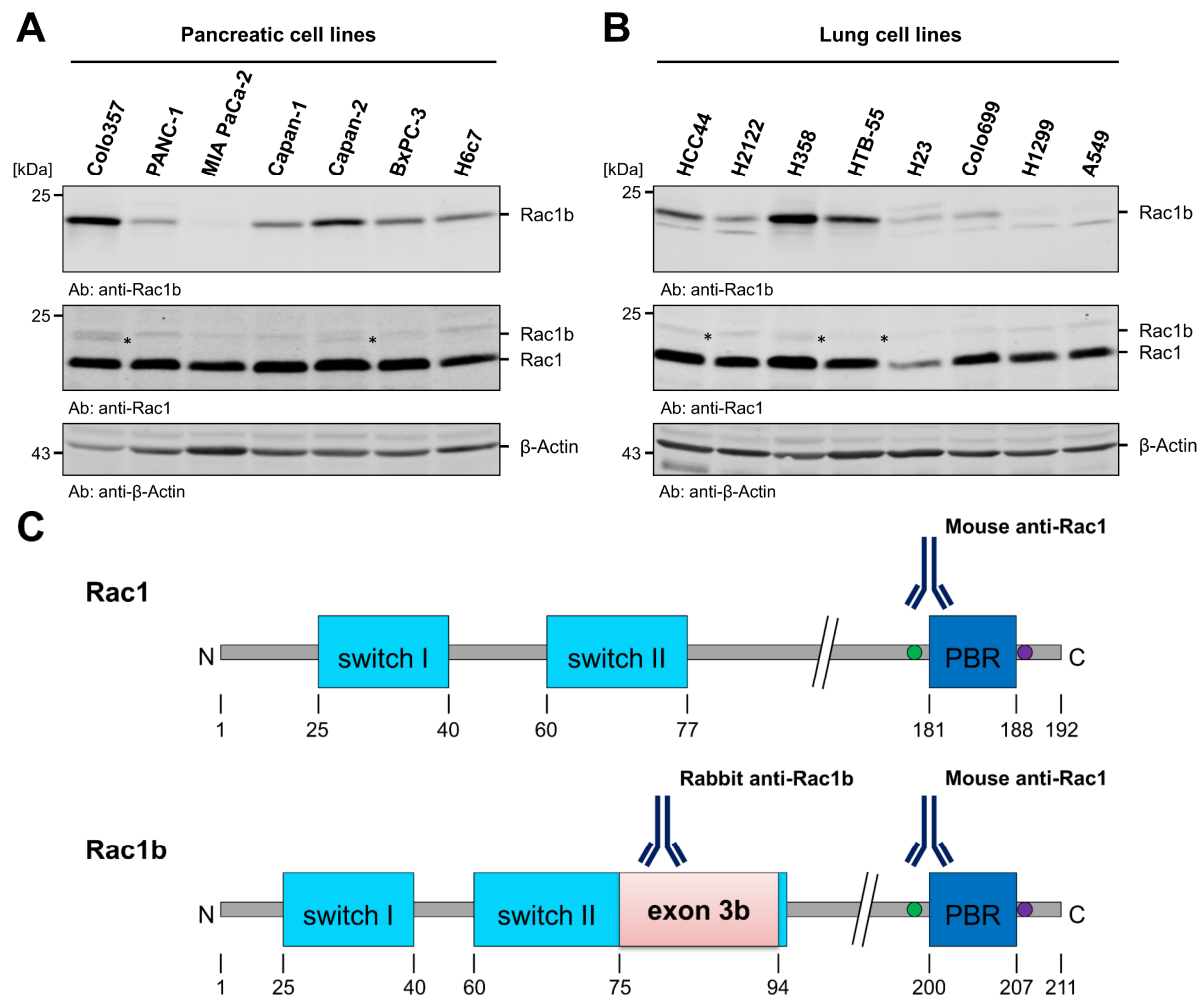 A
Pancreatic cell lines
Colo357 PANC-1 MIA PaCa-2 Capan-1 Capan-2 BxPC-3 H6c7
[kDa]
25
Rac1b
Ab: anti-Rac1b
25
Rac1b
* *
Rac1
Ab: anti-Rac1
43
β-Actin
Ab: anti-β-Actin
B
Lung cell lines
HCC44 H2122 H358 HTB-55 H23 Colo699 H1299 A549
[kDa]
25
Rac1b
Ab: anti-Rac1b
25
Rac1b
* * *
Rac1
Ab: anti-Rac1
43
β-Actin
Ab: anti-β-Actin
C
Mouse anti-Rac1
Rac1
N switch I switch II PBR C
1 25 40 60 77 181 188 192
Rabbit anti-Rac1b Mouse anti-Rac1
Rac1b
N switch I switch II exon 3b PBR C
1 25 40 60 75 94 200 207 211